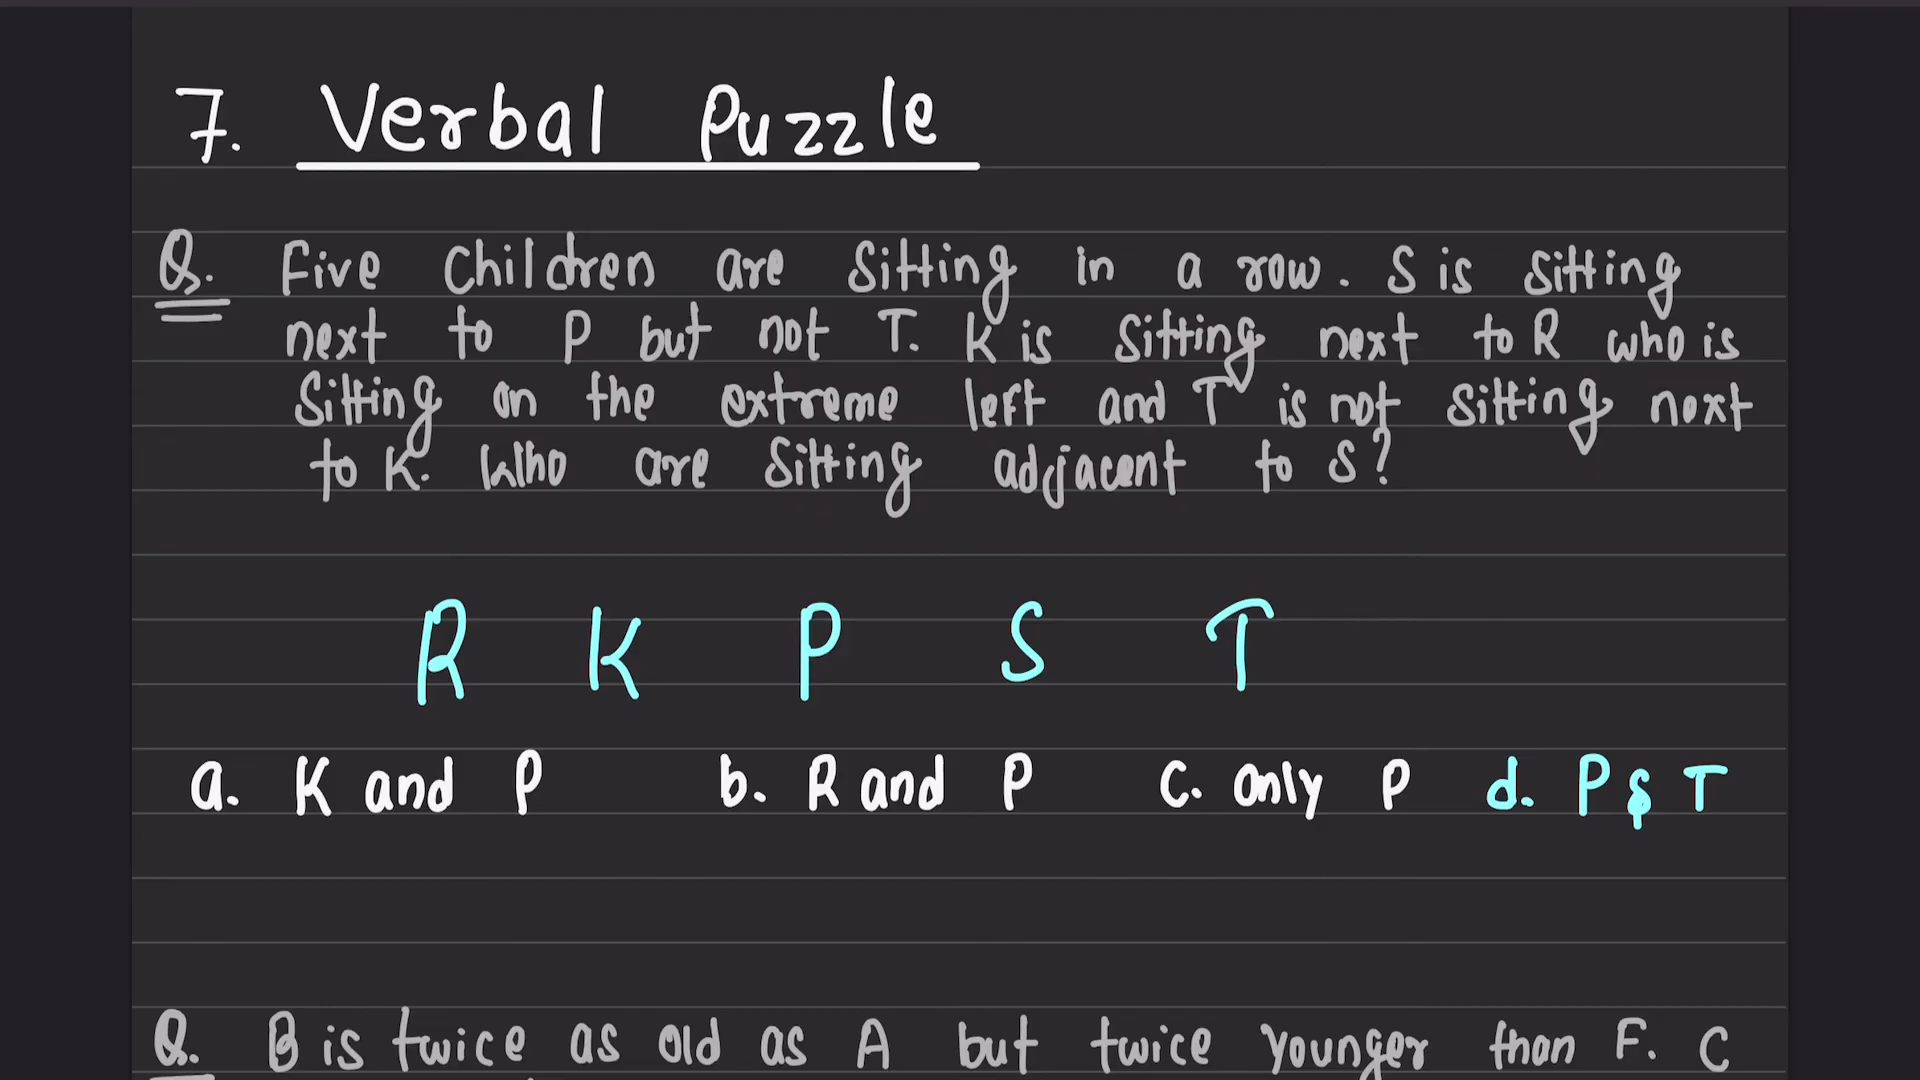 7. Verbal Puzzle
Q. Five Children are Sitting in a row. S is sitting
next to P but not T. K is Sitting next to R who is
Sitting on the extreme left and T is not sitting next
to K. Who are Sitting adjacent to S?
R K P S T
a. K and P b. R and P C. Only P d. P & T
Q. B is twice as old as A but twice younger than F. C